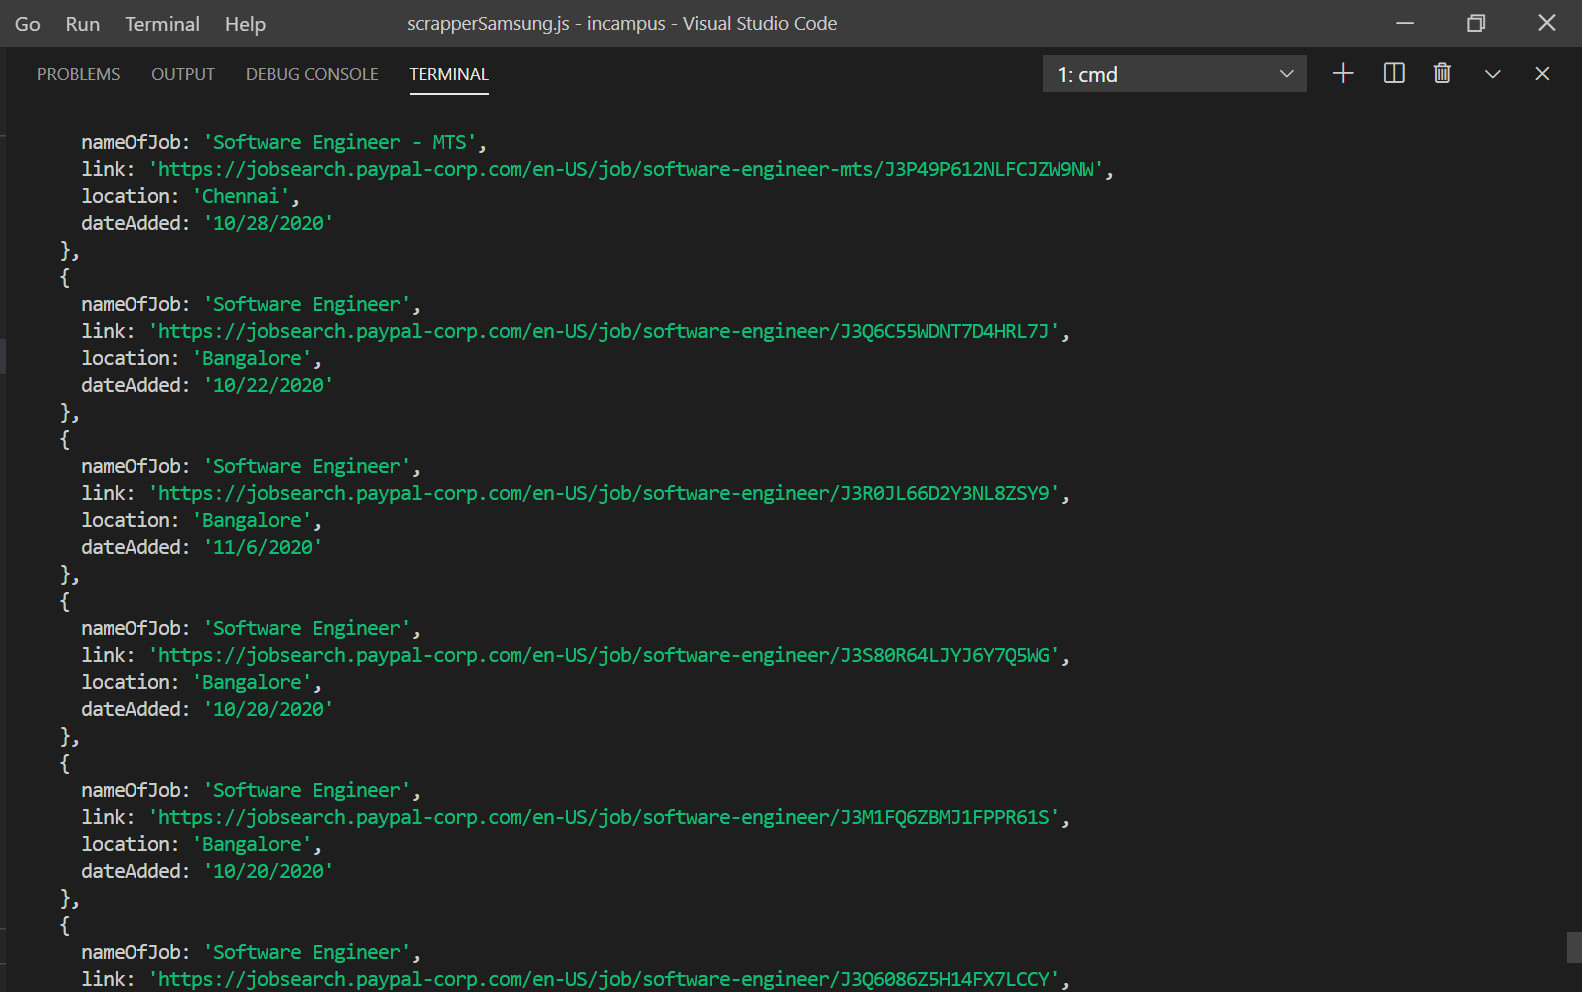 Go Run Terminal Help scrapperSamsung.js - incampus - Visual Studio Code
PROBLEMS OUTPUT DEBUG CONSOLE TERMINAL 1: cmd
nameOfJob: 'Software Engineer - MTS',
link: 'https://jobsearch.paypal-corp.com/en-US/job/software-engineer-mts/J3P49P612NLFCJZW9NW',
location: 'Chennai',
dateAdded: '10/28/2020'
},
{
nameOfJob: 'Software Engineer',
link: 'https://jobsearch.paypal-corp.com/en-US/job/software-engineer/J3Q6C55WDNT7D4HRL7J',
location: 'Bangalore',
dateAdded: '10/22/2020'
},
{
nameOfJob: 'Software Engineer',
link: 'https://jobsearch.paypal-corp.com/en-US/job/software-engineer/J3R0JL66D2Y3NL8ZSY9',
location: 'Bangalore',
dateAdded: '11/6/2020'
},
{
nameOfJob: 'Software Engineer',
link: 'https://jobsearch.paypal-corp.com/en-US/job/software-engineer/J3S80R64LJYJ6Y7Q5WG',
location: 'Bangalore',
dateAdded: '10/20/2020'
},
{
nameOfJob: 'Software Engineer',
link: 'https://jobsearch.paypal-corp.com/en-US/job/software-engineer/J3M1FQ6ZBMJ1FPPR61S',
location: 'Bangalore',
dateAdded: '10/20/2020'
},
{
nameOfJob: 'Software Engineer',
link: 'https://jobsearch.paypal-corp.com/en-US/job/software-engineer/J3Q6086Z5H14FX7LCCY',